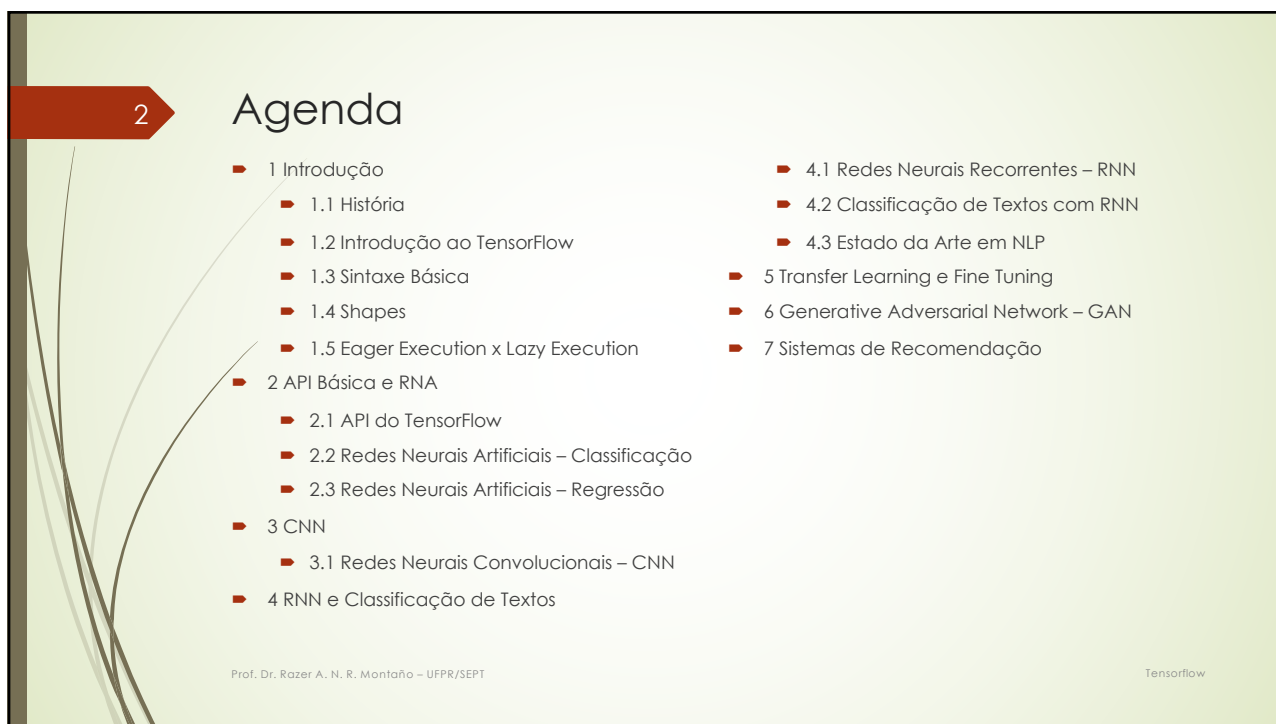 2
Agenda
1 Introdução
1.1 História
1.2 Introdução ao TensorFlow
1.3 Sintaxe Básica
1.4 Shapes
1.5 Eager Execution x Lazy Execution
2 API Básica e RNA
2.1 API do TensorFlow
2.2 Redes Neurais Artificiais – Classificação
2.3 Redes Neurais Artificiais – Regressão
3 CNN
3.1 Redes Neurais Convolucionais – CNN
4 RNN e Classificação de Textos
4.1 Redes Neurais Recorrentes – RNN
4.2 Classificação de Textos com RNN
4.3 Estado da Arte em NLP
5 Transfer Learning e Fine Tuning
6 Generative Adversarial Network – GAN
7 Sistemas de Recomendação
Prof. Dr. Razer A. N. R. Montaño – UFPR/SEPT
Tensorflow